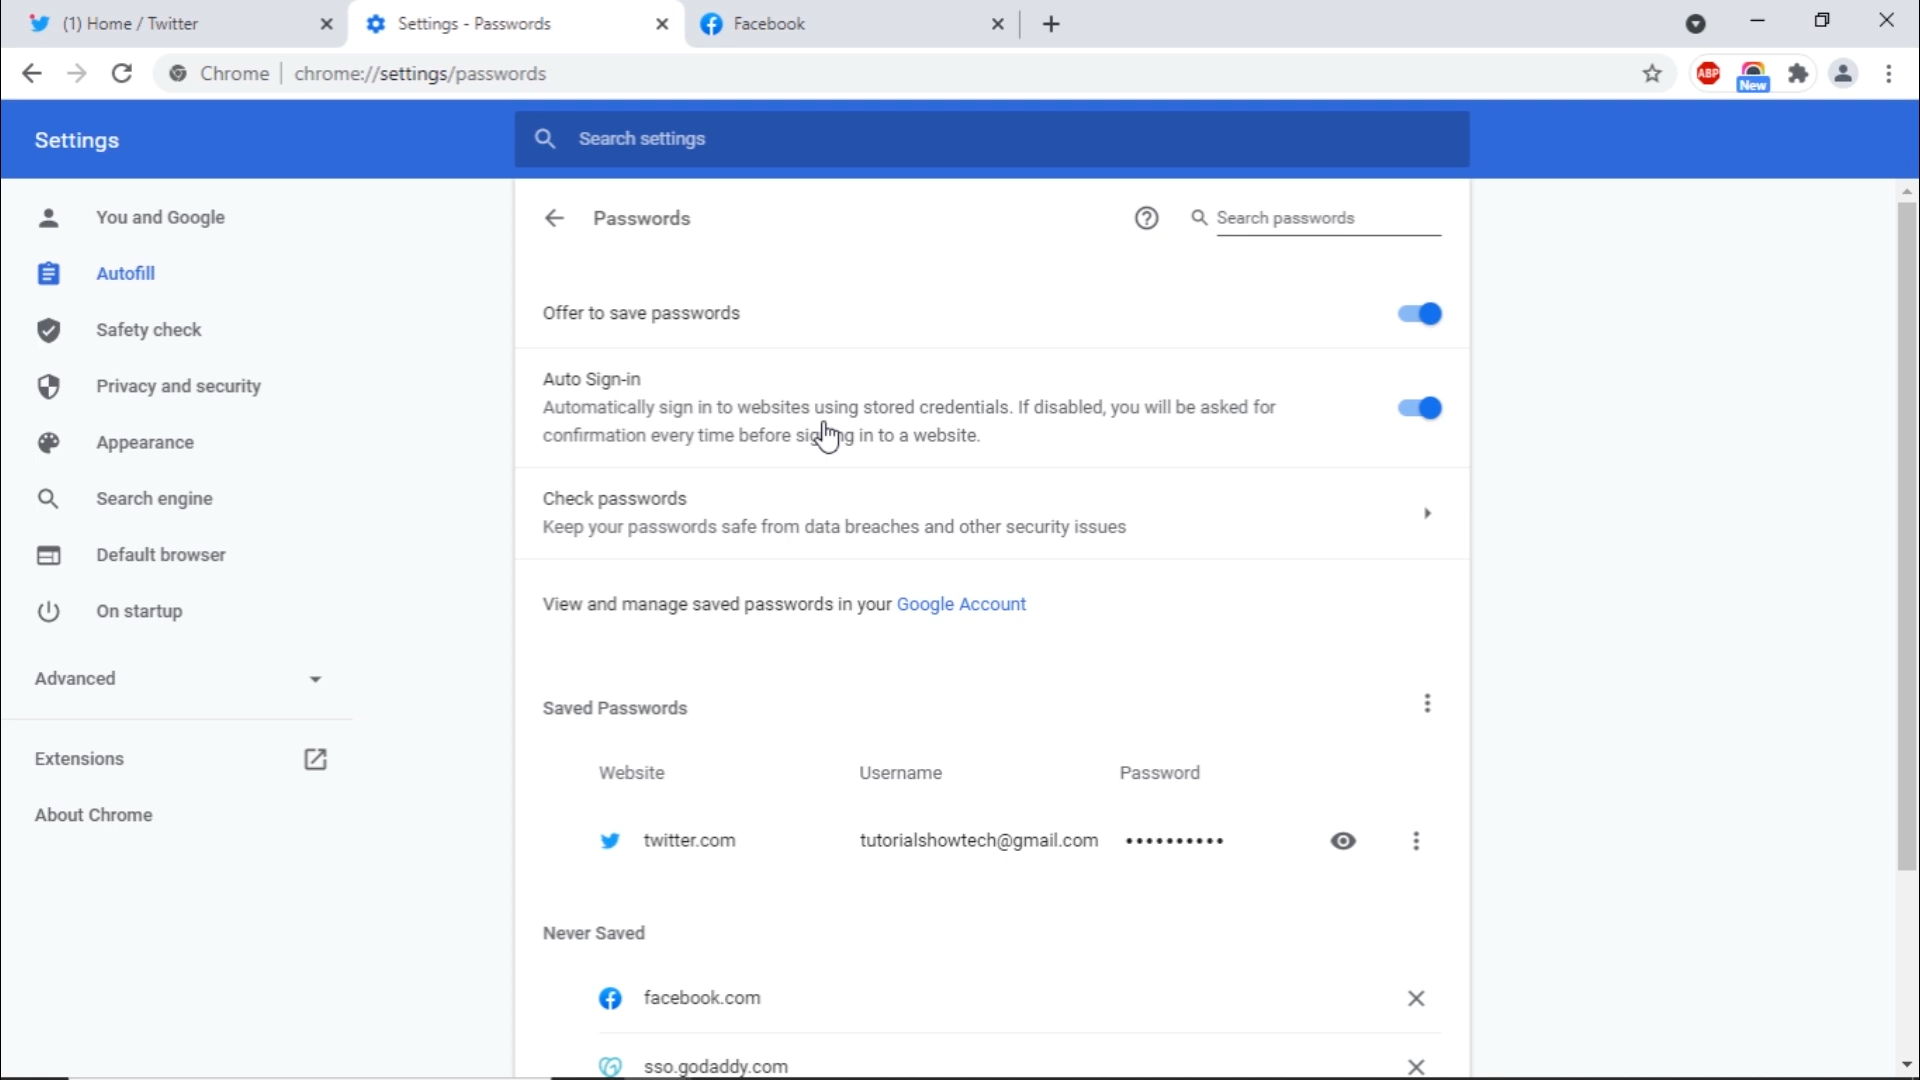 (1) Home / Twitter
Settings - Passwords
Facebook
Chrome
chrome://settings/passwords
ABP
New
Settings
Search settings
You and Google
Autofill
Safety check
Privacy and security
Appearance
Search engine
Default browser
On startup
Advanced
Extensions
About Chrome
Passwords
Search passwords
Offer to save passwords
Auto Sign-in
Automatically sign in to websites using stored credentials. If disabled, you will be asked for
confirmation every time before signing in to a website.
Check passwords
Keep your passwords safe from data breaches and other security issues
View and manage saved passwords in your Google Account
Saved Passwords
Website Username Password
twitter.com tutorialshowtech@gmail.com ••••••••••
Never Saved
facebook.com
sso.godaddy.com